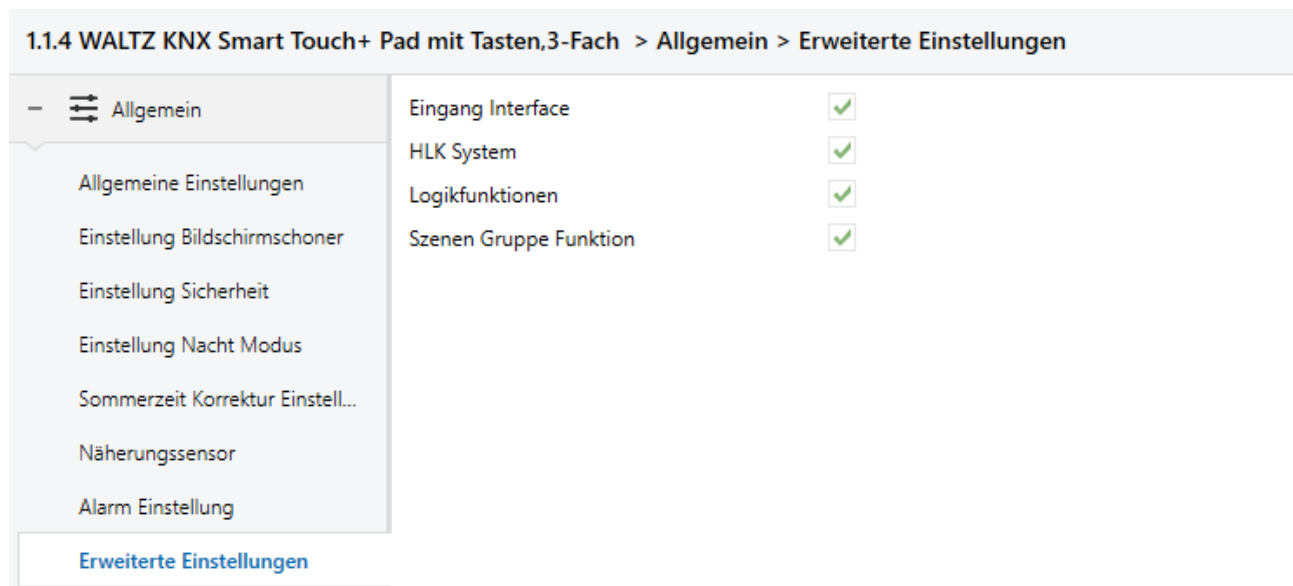 1.1.4 WALTZ KNX Smart Touch+ Pad mit Tasten,3-Fach > Allgemein > Erweiterte Einstellungen
Allgemein
Allgemeine Einstellungen
Einstellung Bildschirmschoner
Einstellung Sicherheit
Einstellung Nacht Modus
Sommerzeit Korrektur Einstell...
Näherungssensor
Alarm Einstellung
Erweiterte Einstellungen
Eingang Interface
HLK System
Logikfunktionen
Szenen Gruppe Funktion